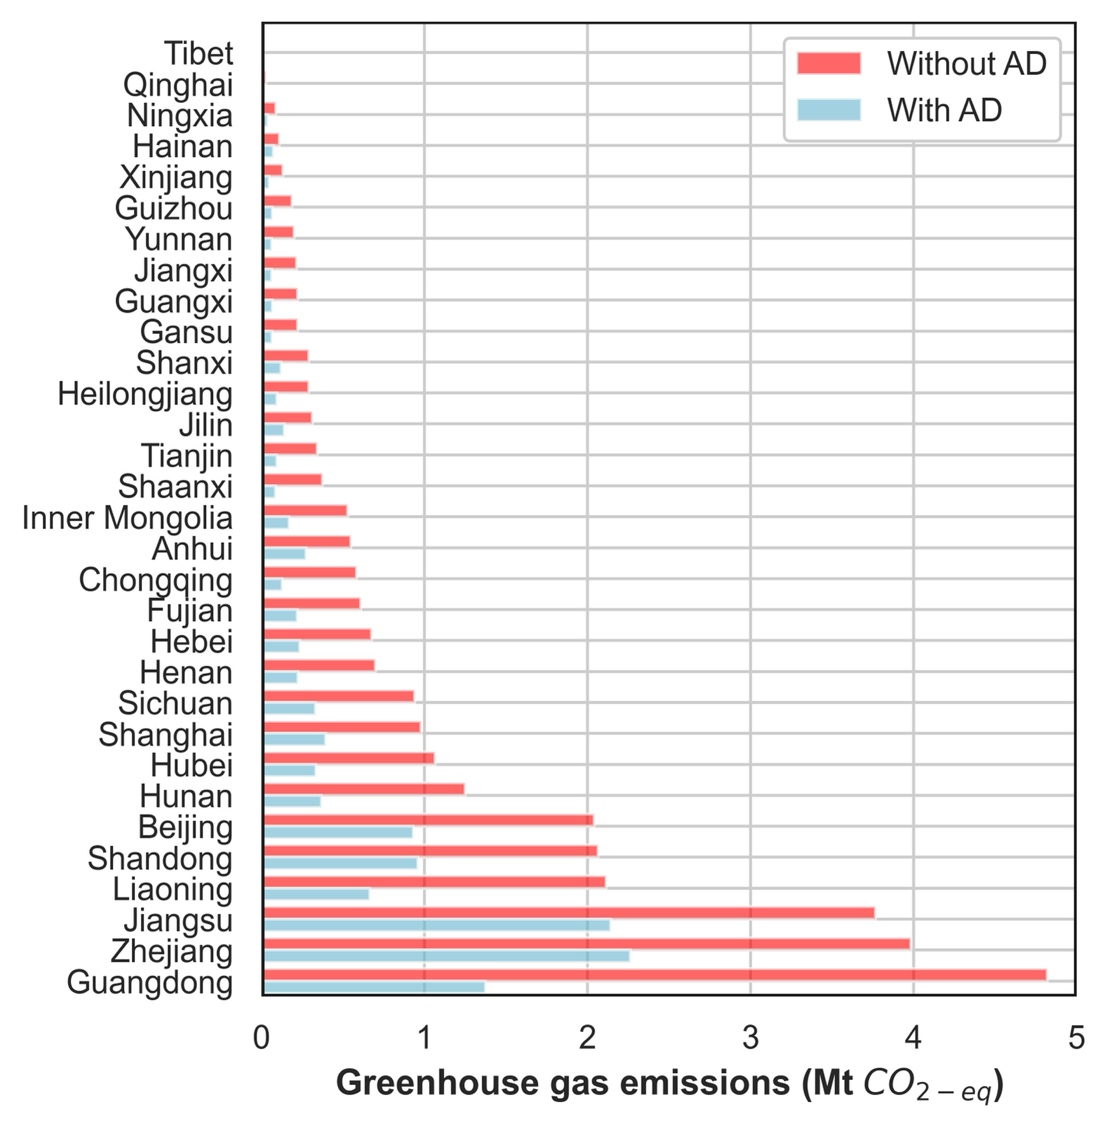 Tibet
Qinghai
Ningxia
Hainan
Xinjiang
Guizhou
Yunnan
Jiangxi
Guangxi
Gansu
Shanxi
Heilongjiang
Jilin
Tianjin
Shaanxi
Inner Mongolia
Anhui
Chongqing
Fujian
Hebei
Henan
Sichuan
Shanghai
Hubei
Hunan
Beijing
Shandong
Liaoning
Jiangsu
Zhejiang
Guangdong
Without AD
With AD
0 1 2 3 4 5
Greenhouse gas emissions (Mt CO2 − eq)